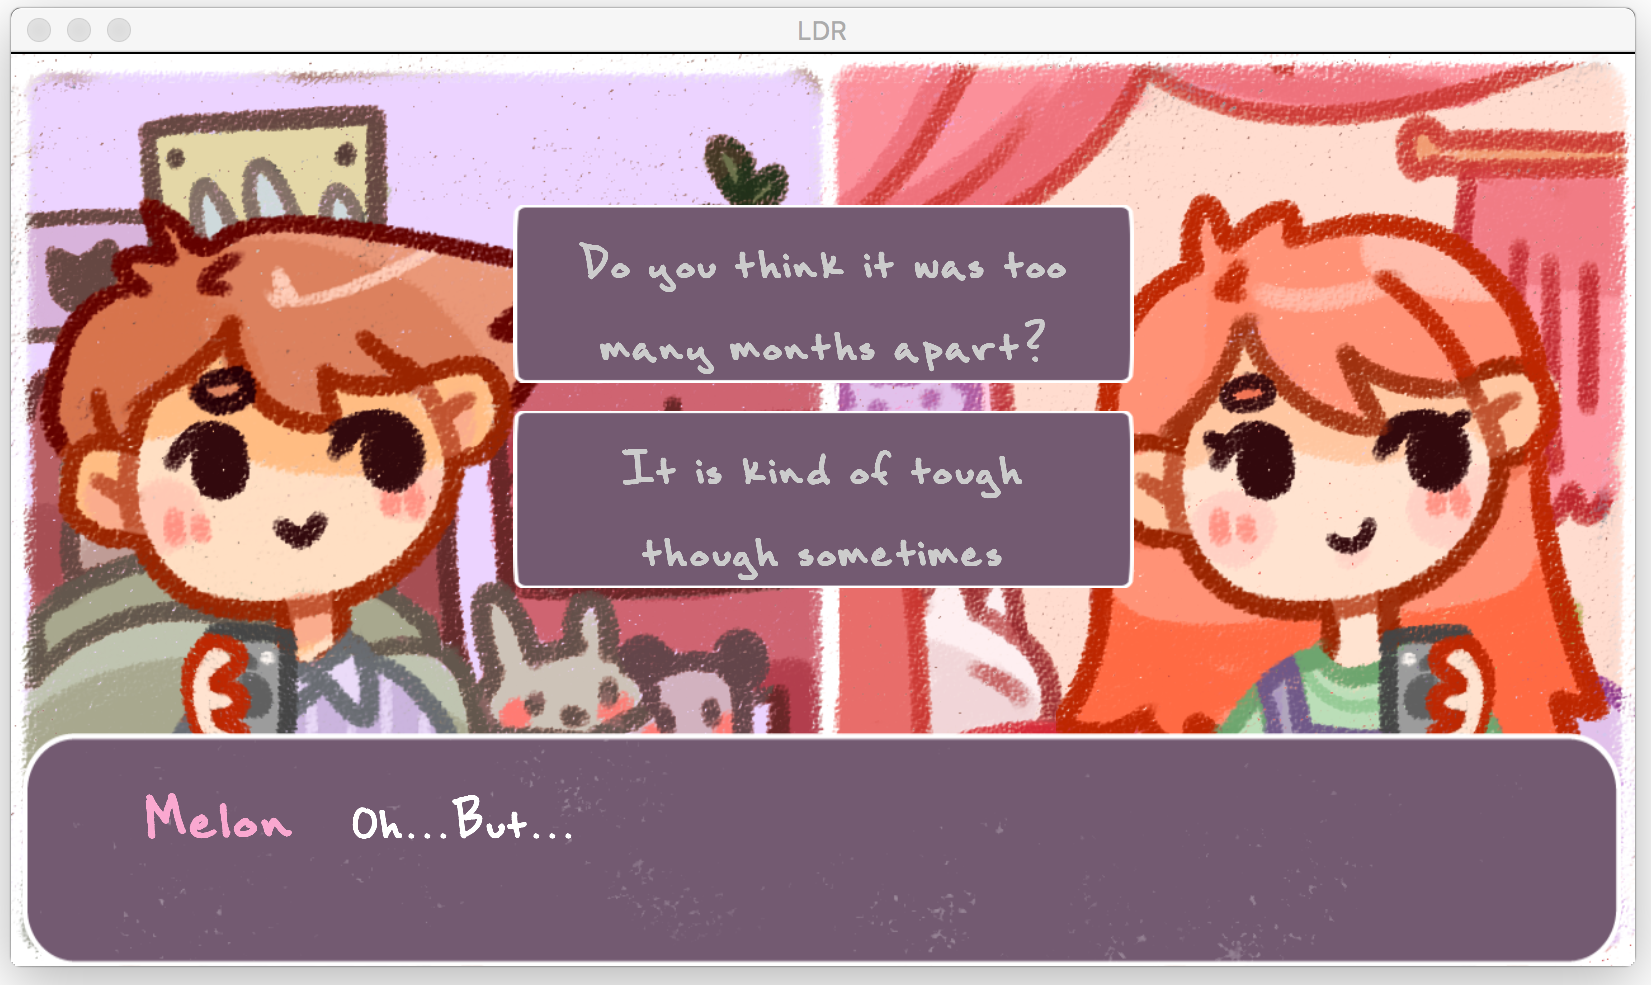 LDR
Do you think it was too
many months apart?
It is kind of tough
though sometimes
Melon Oh...But...